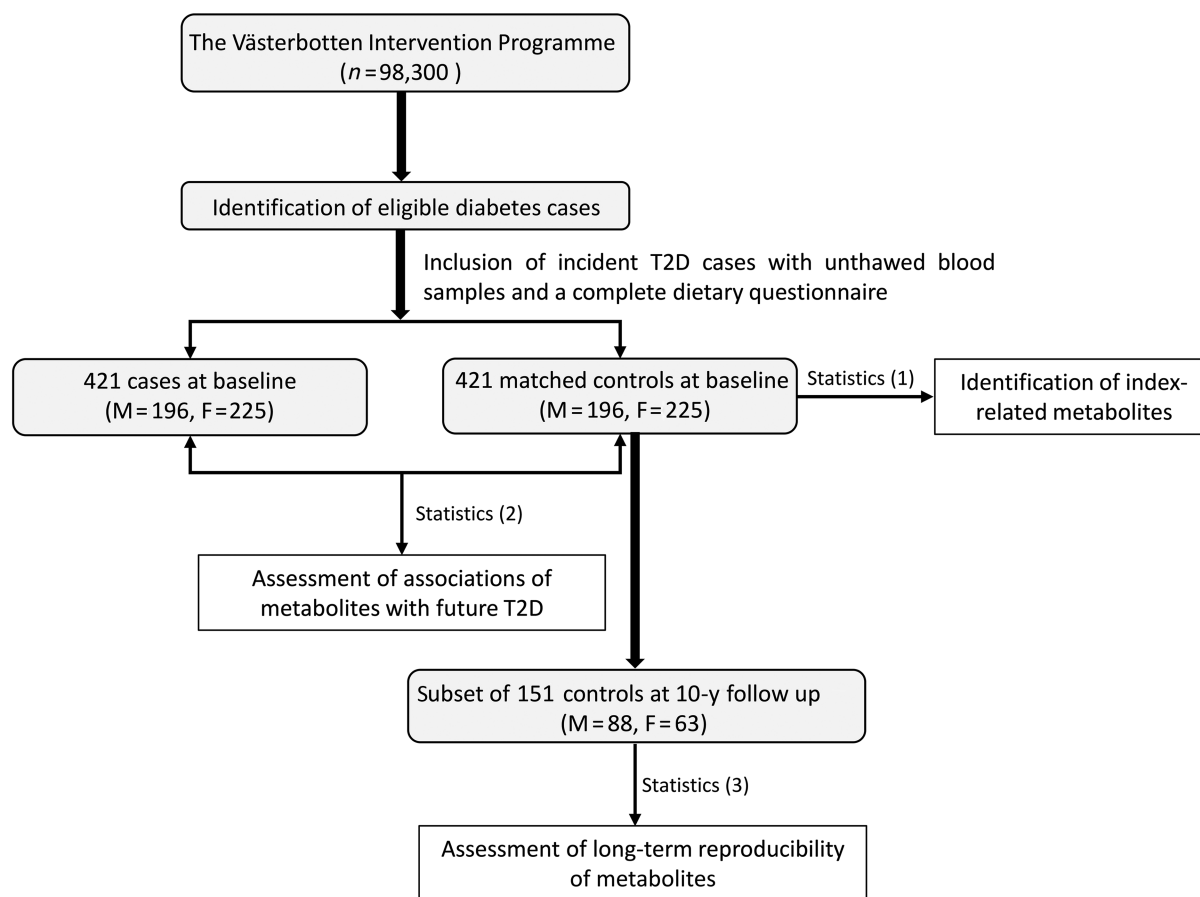 The Västerbotten Intervention Programme
(n=98,300 )
Identification of eligible diabetes cases
Inclusion of incident T2D cases with unthawed blood
samples and a complete dietary questionnaire
421 cases at baseline
(M=196, F=225)
421 matched controls at baseline
(M=196, F=225)
Statistics (1)
Identification of index-
related metabolites
Statistics (2)
Assessment of associations of
metabolites with future T2D
Subset of 151 controls at 10-y follow up
(M=88, F=63)
Statistics (3)
Assessment of long-term reproducibility
of metabolites